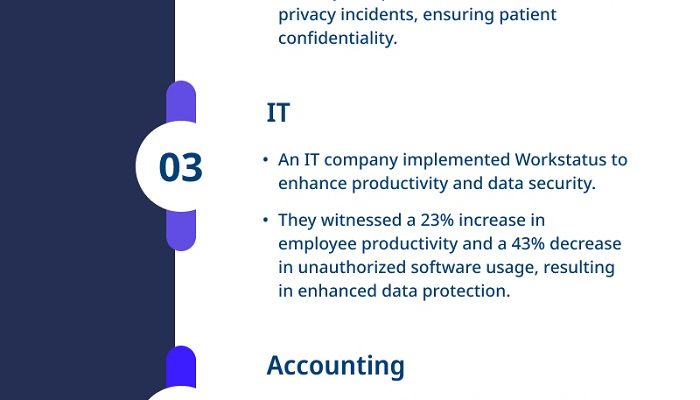 privacy incidents, ensuring patient
confidentiality.
03
IT
• An IT company implemented Workstatus to
enhance productivity and data security.
• They witnessed a 23% increase in
employee productivity and a 43% decrease
in unauthorized software usage, resulting
in enhanced data protection.
Accounting